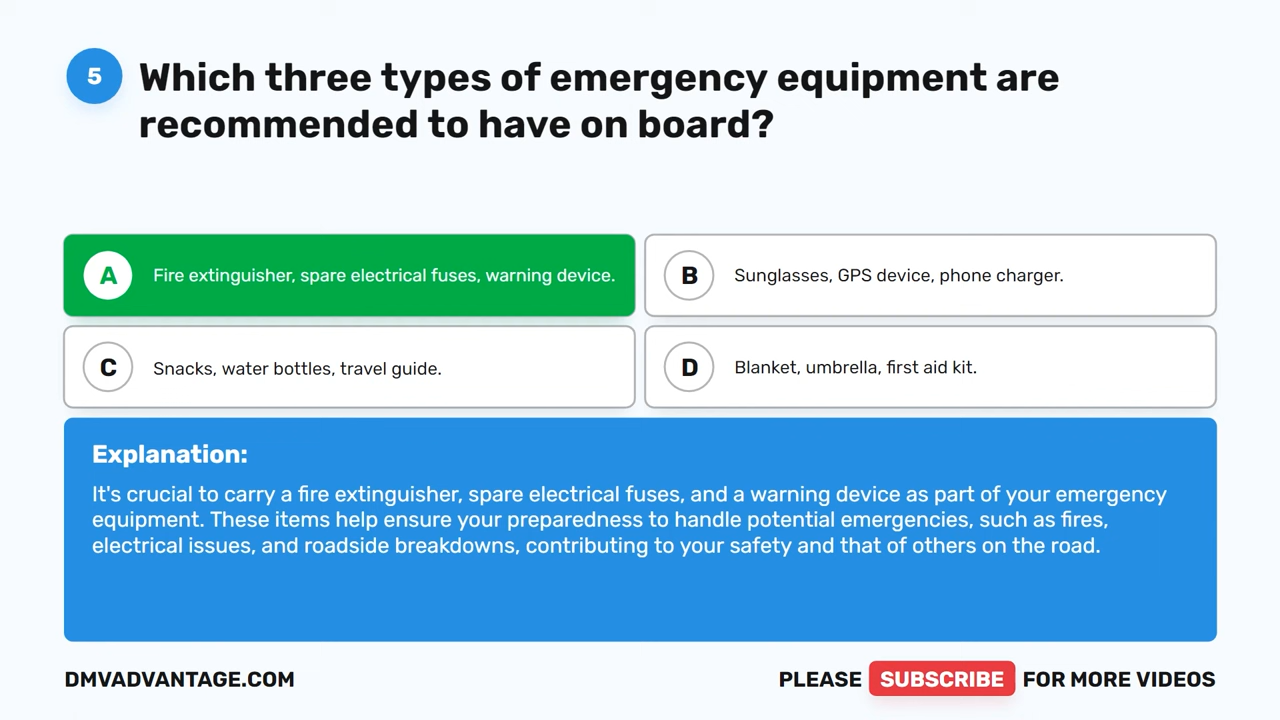 5
Which three types of emergency equipment are
recommended to have on board?
A
Fire extinguisher, spare electrical fuses, warning device.
B
Sunglasses, GPS device, phone charger.
C
Snacks, water bottles, travel guide.
D
Blanket, umbrella, first aid kit.
Explanation:
It's crucial to carry a fire extinguisher, spare electrical fuses, and a warning device as part of your emergency
equipment. These items help ensure your preparedness to handle potential emergencies, such as fires,
electrical issues, and roadside breakdowns, contributing to your safety and that of others on the road.
DMVADVANTAGE.COM
PLEASE SUBSCRIBE FOR MORE VIDEOS